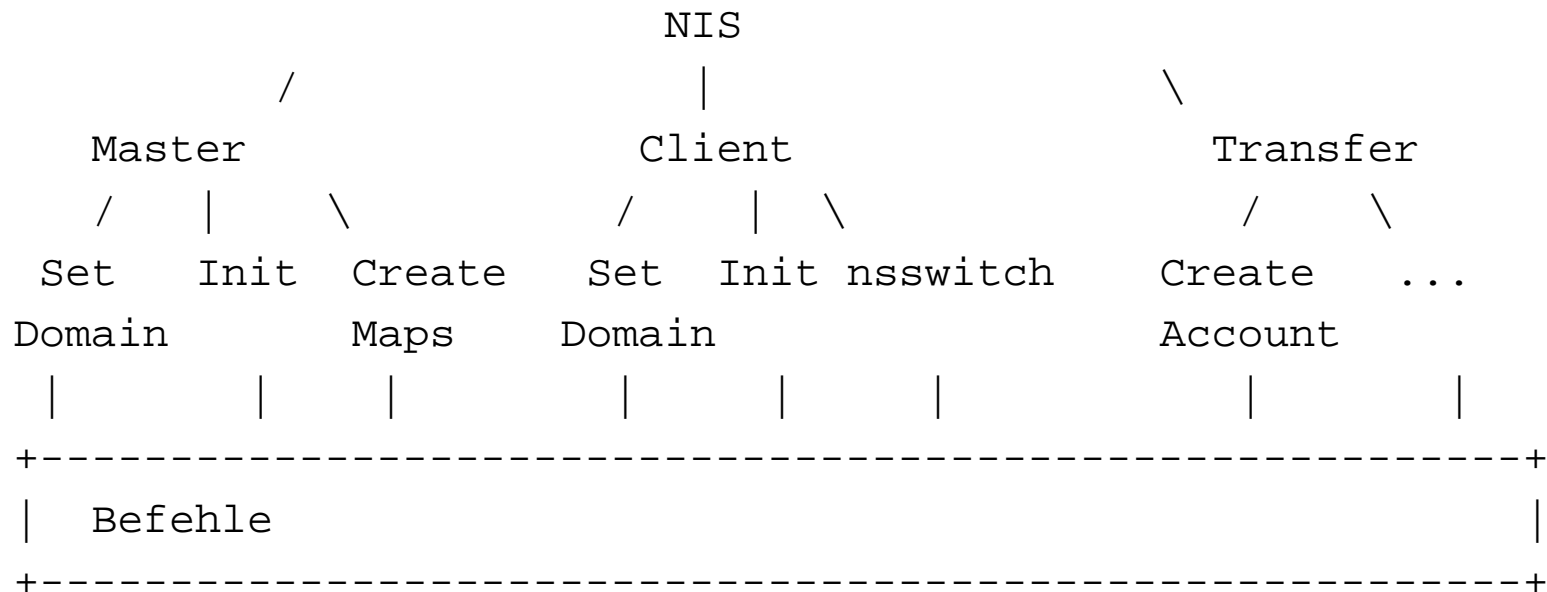 NIS
/ | \
Master Client Transfer
/ | \ / | \ / \
Set Init Create Set Init nsswitch Create ...
Domain Maps Domain Account
| | | | | | | |
+----------------------------------------------------------+
| Befehle |
+----------------------------------------------------------+